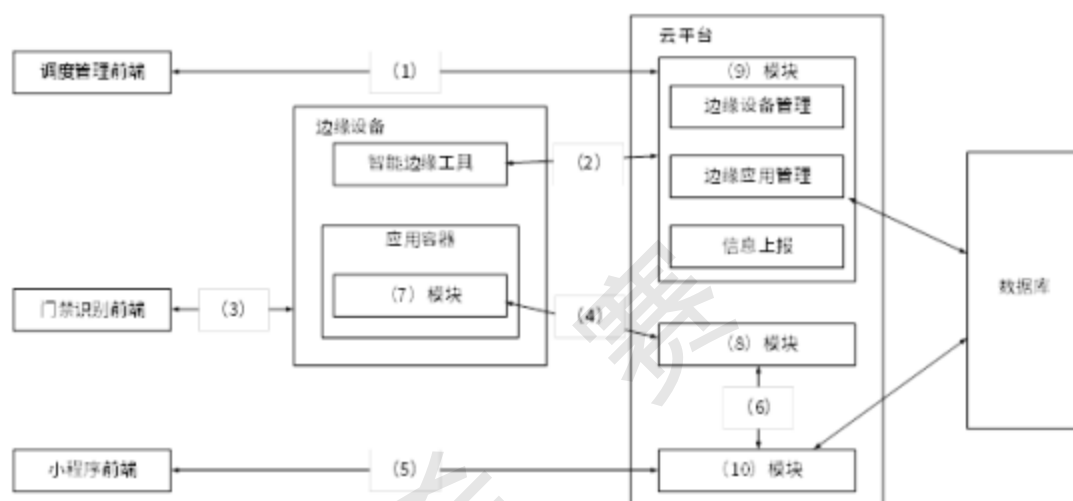 云平台
调度管理前端
（1）
（9）模块
边缘设备管理
边缘设备
智能边缘工具
（2）
边缘应用管理
应用容器
信息上报
（7）模块
数据库
门禁识别前端
（3）
（4）
（8）模块
（6）
小程序前端
（5）
（10）模块
赛